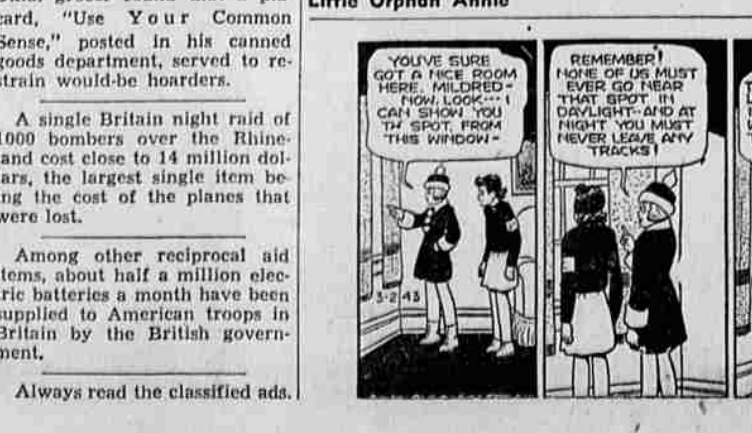 card, "Use Your Common
Sense," posted in his canned
goods department, served to re-
strain would-be hoarders.
A single Britain night raid of
1000 bombers over the Rhine-
and cost close to 14 million dol-
ars, the largest single item be-
ng the cost of the planes that
were lost.
Among other reciprocal aid
tems, about half a million elec-
ric batteries a month have been
supplied to American troops in
Britain by the British govern-
ment.
Always read the classified ads.
Little Orphan Annie
YOU'VE SURE
GOT A NICE ROOM
HERE, MILDRED-
NOW, LOOK--- I
CAN SHOW YOU
TH' SPOT FROM
THIS WINDOW-
3-2-43
REMEMBER!
NONE OF US MUST
EVER GO NEAR
THAT SPOT IN
DAYLIGHT--AND AT
NIGHT YOU MUST
NEVER LEAVE ANY
TRACKS!